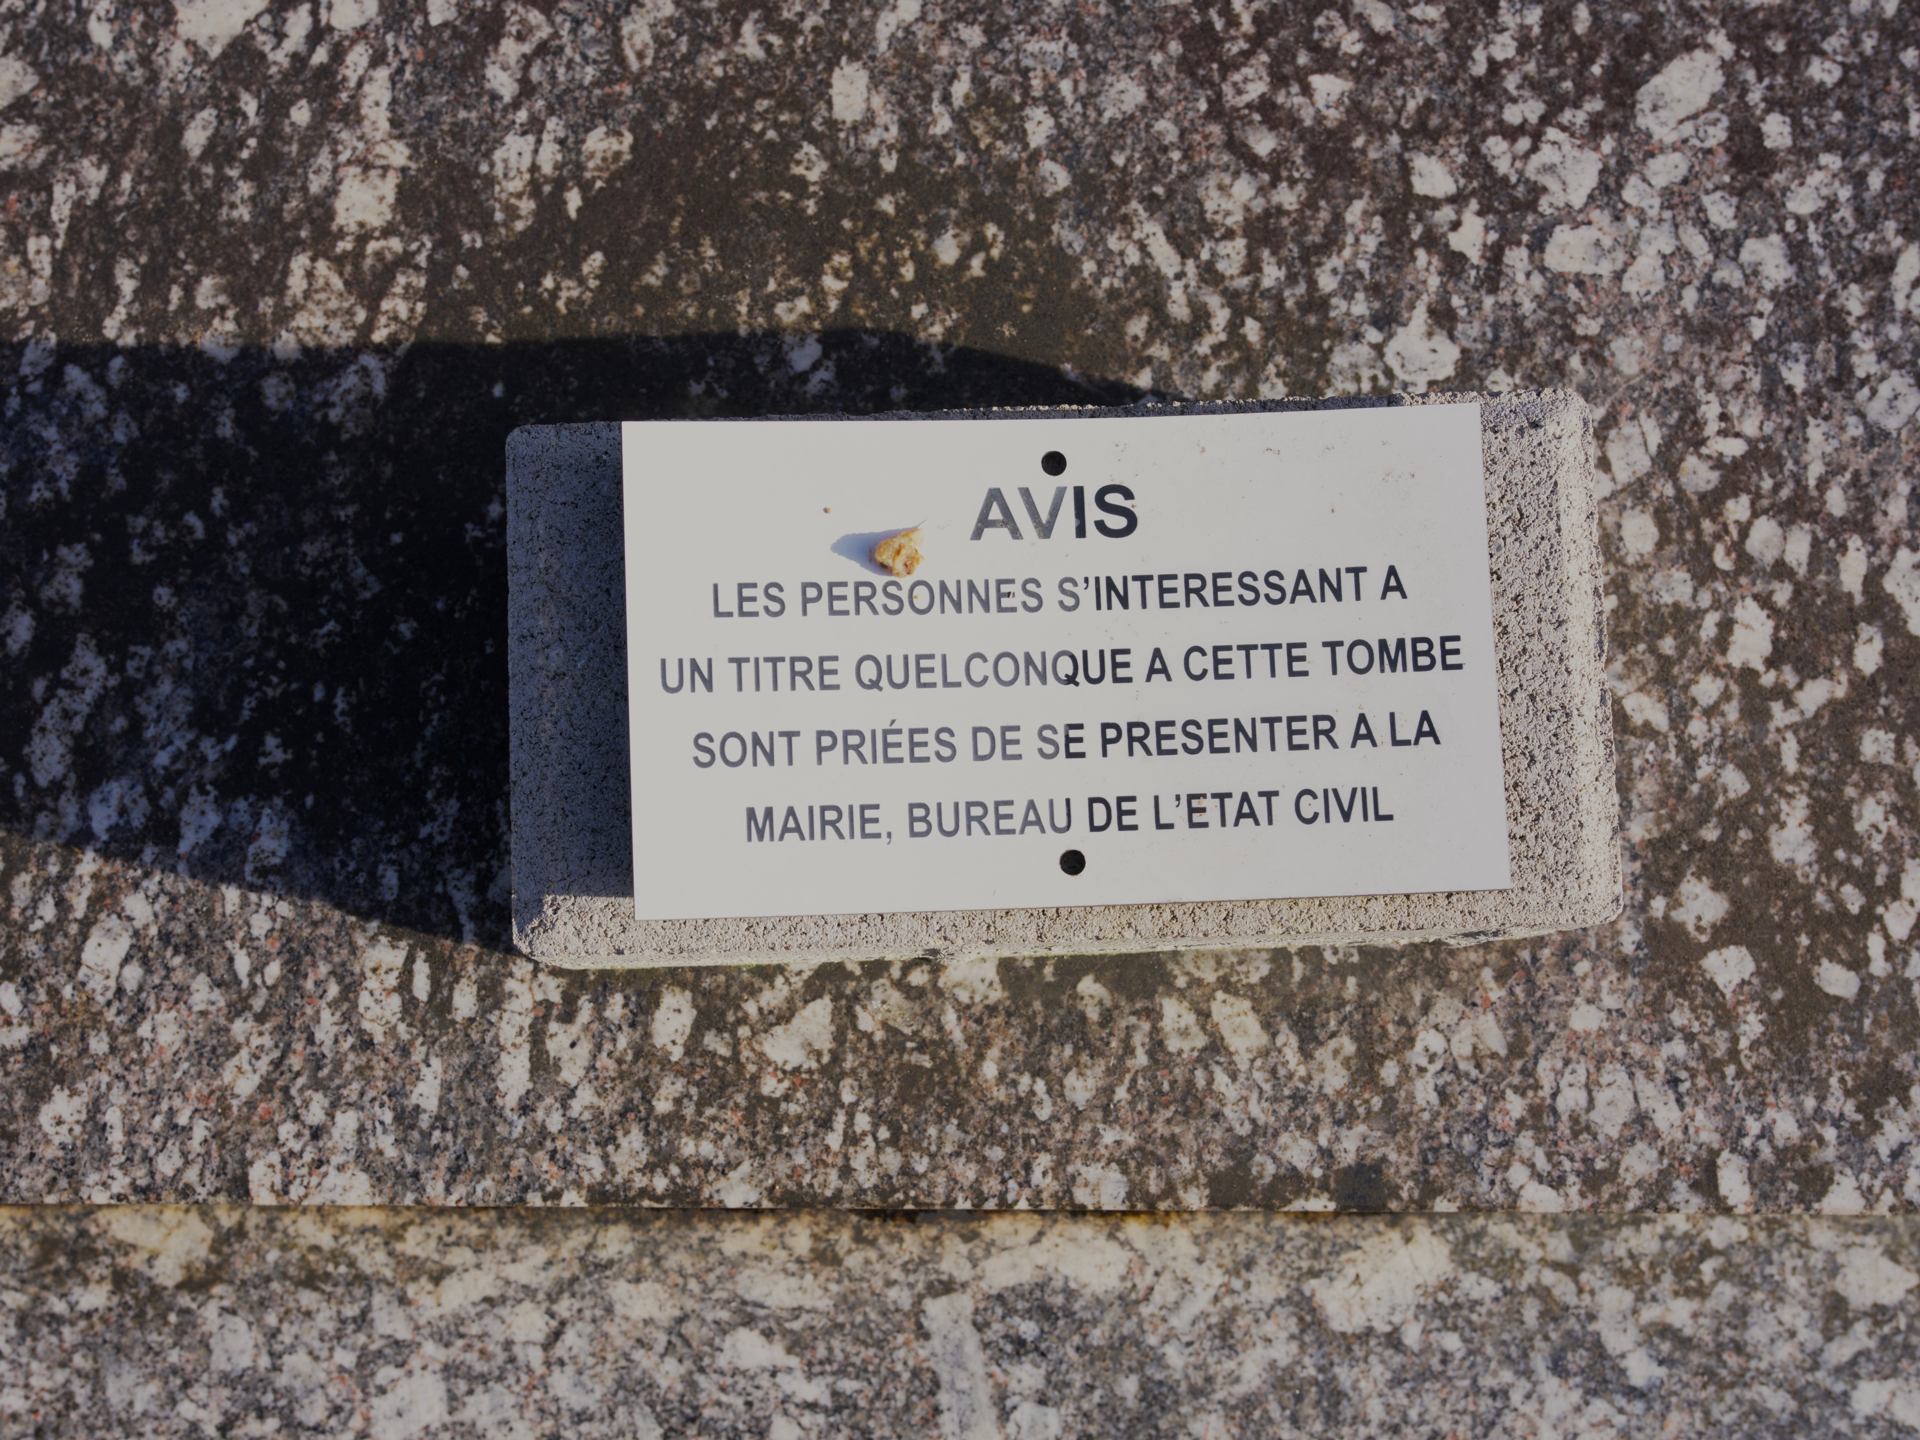 AVIS
LES PERSONNES S'INTERESSANT A
UN TITRE QUELCONQUE A CETTE TOMBE
SONT PRIÉES DE SE PRESENTER A LA
MAIRIE, BUREAU DE L'ETAT CIVIL